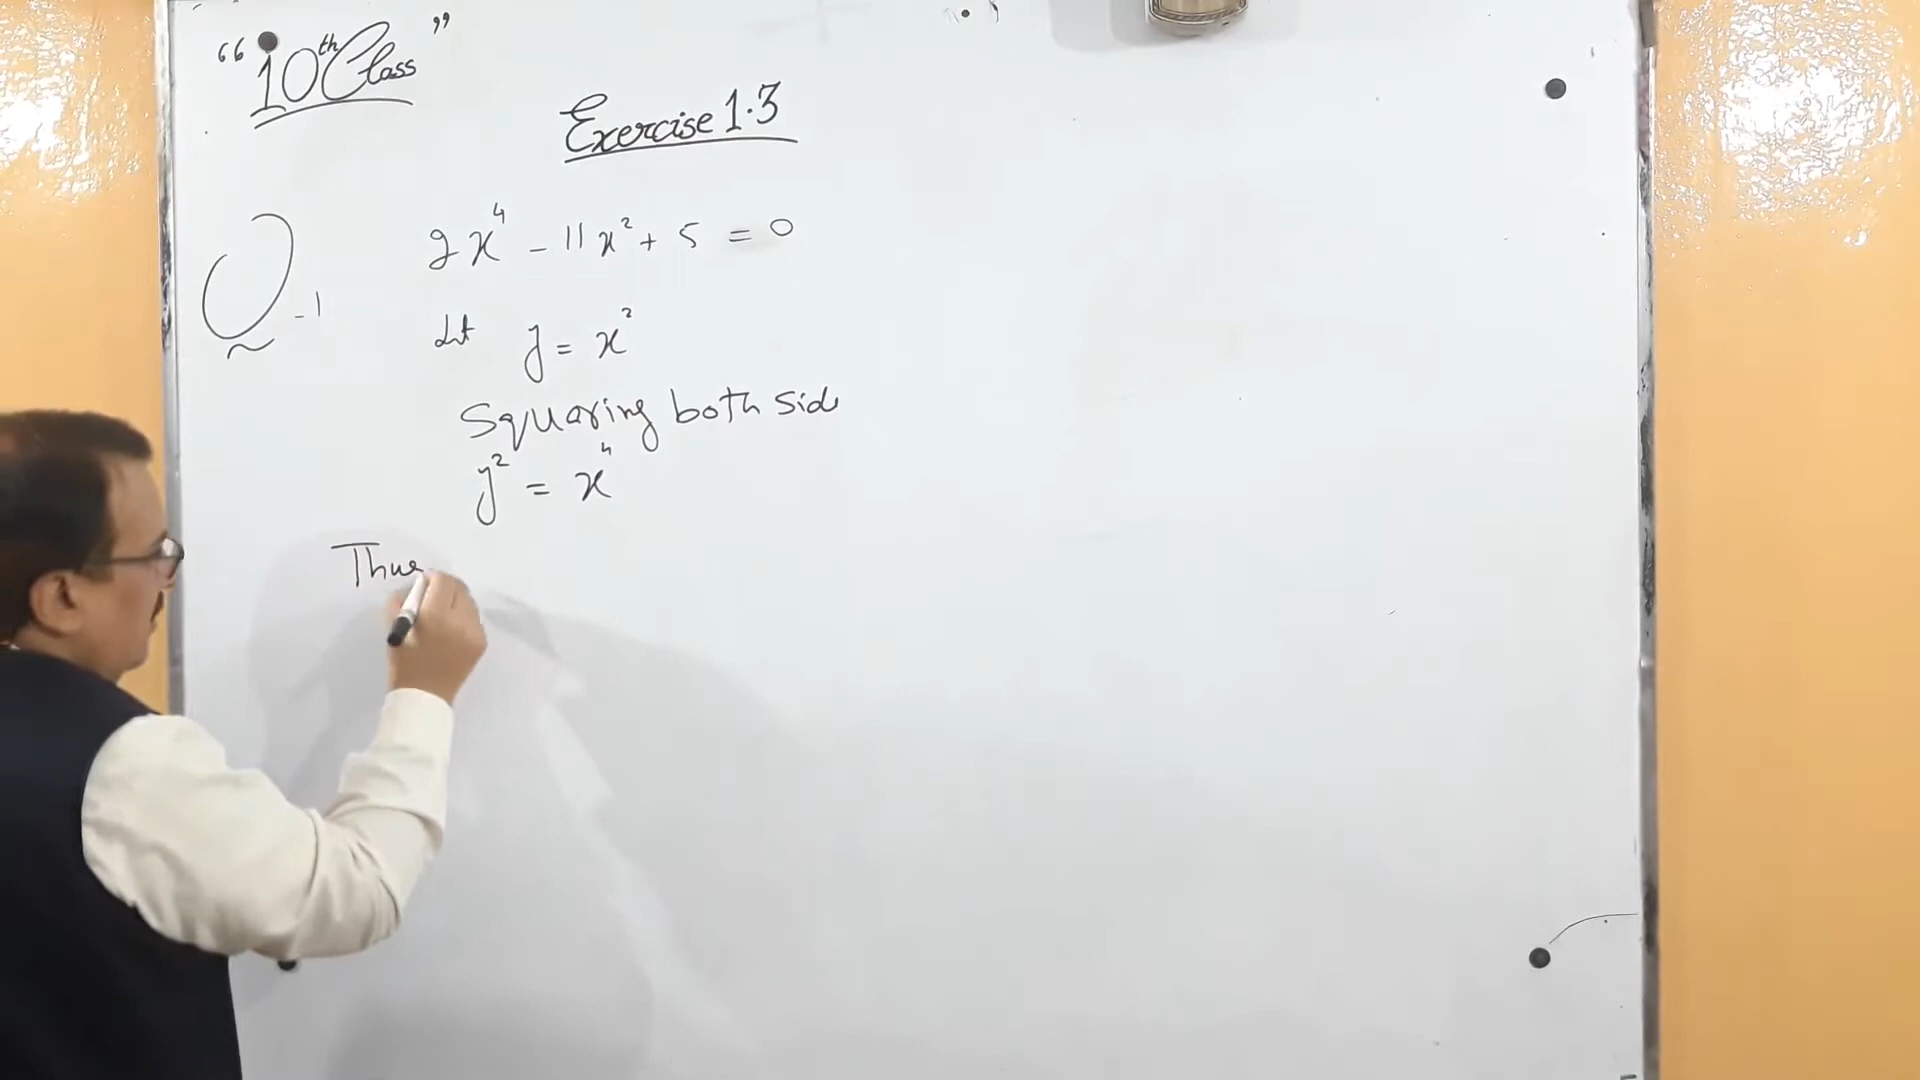 “10th Class”
Exercise 1.3
Q-1 2x⁴ - 11x² + 5 = 0
Let y = x²
Squaring both side
y² = x⁴
Thus